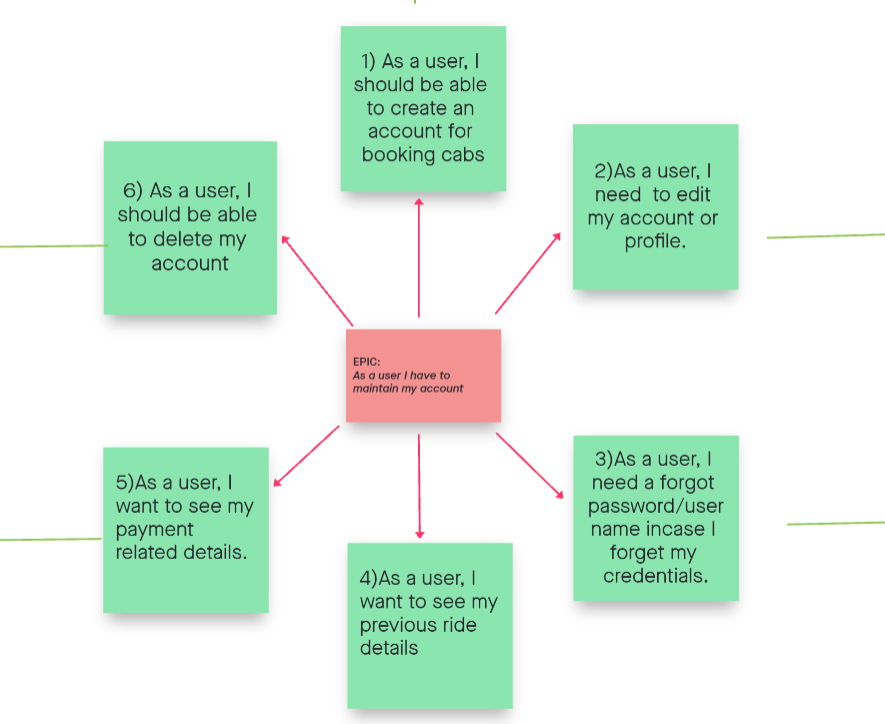 1) As a user, I
should be able
to create an
account for
booking cabs
2)As a user, I
need  to edit
my account or
profile.
3)As a user, I
need a forgot
password/user
name incase I
forget my
credentials.
4)As a user, I
want to see my
previous ride
details
5)As a user, I
want to see my
payment
related details.
6) As a user, I
should be able
to delete my
account
EPIC:
As a user I have to
maintain my account